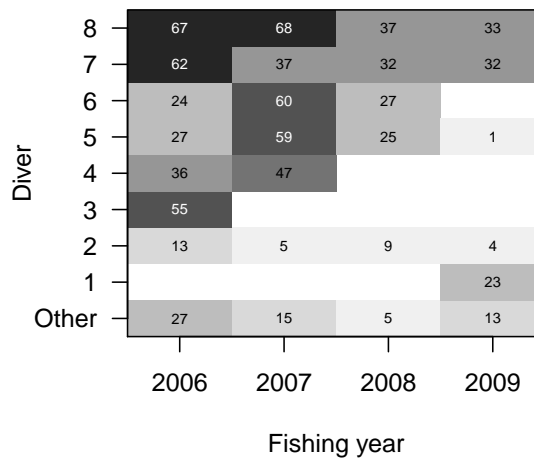 8 67 68 37 33
7 62 37 32 32
6 24 60 27
5 27 59 25 1
4 36 47
3 55
2 13 5 9 4
1 23
Other 27 15 5 13
2006 2007 2008 2009
Fishing year
Diver